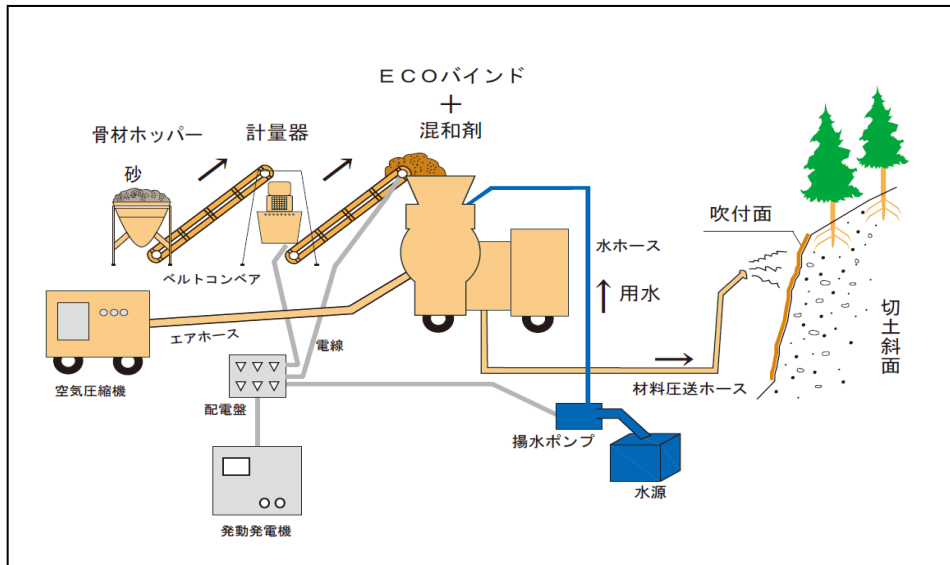 ECOバインド
+
混和剤
骨材ホッパー
計量器
砂
吹付面
ベルトコンベア
水ホース
用水
切土斜面
エアホース
電線
空気圧縮機
配電盤
材料圧送ホース
揚水ポンプ
水源
発動発電機